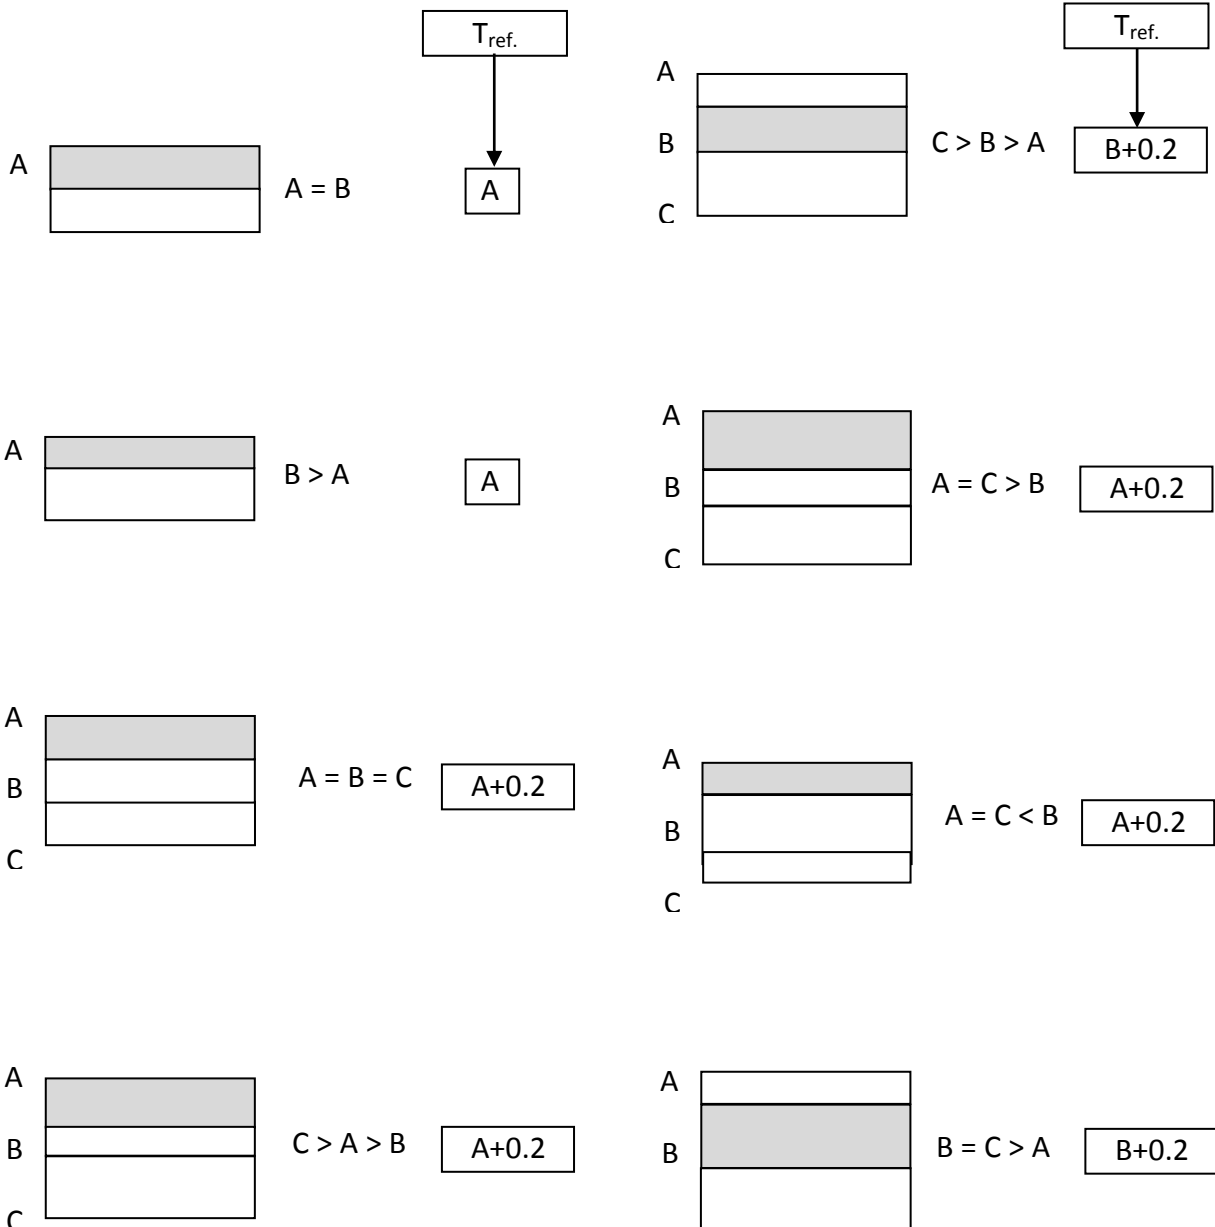 T_ref.
A
A = B
A
A
B > A
A
A
B
C
A = B = C
A+0.2
A
B
C
C > A > B
A+0.2
T_ref.
A
B
C
C > B > A
B+0.2
A
B
C
A = C > B
A+0.2
A
B
C
A = C < B
A+0.2
A
B
B = C > A
B+0.2